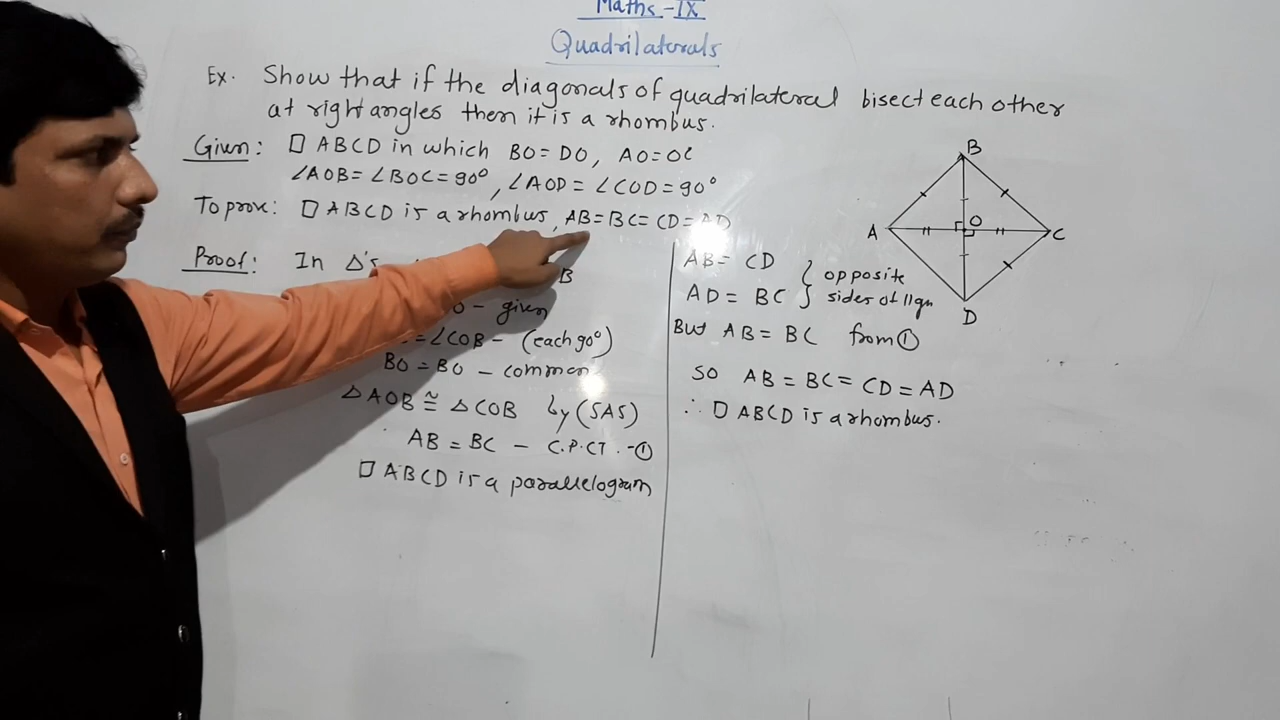 Maths-IX
Quadrilaterals
Ex. Show that if the diagonals of quadrilateral bisect each other
at right angles then it is a rhombus.
Given: □ ABCD in which BO=DO, AO=OC
∠AOB=∠BOC=90°, ∠AOD=∠COD=90°
To prove: □ ABCD is a rhombus, AB=BC=CD=AD
Proof: In Δ's
B
O - given
=∠COB- (each 90°)
BO=BO - common
ΔAOB ≅ ΔCOB by (SAS)
AB=BC - C.P.CT. -①
□ ABCD is a parallelogram
AB= CD
AD= BC } opposite sides of ||gm
But AB=BC from ①
so AB=BC=CD=AD
∴ □ ABCD is a rhombus.
B
A
O
C
D